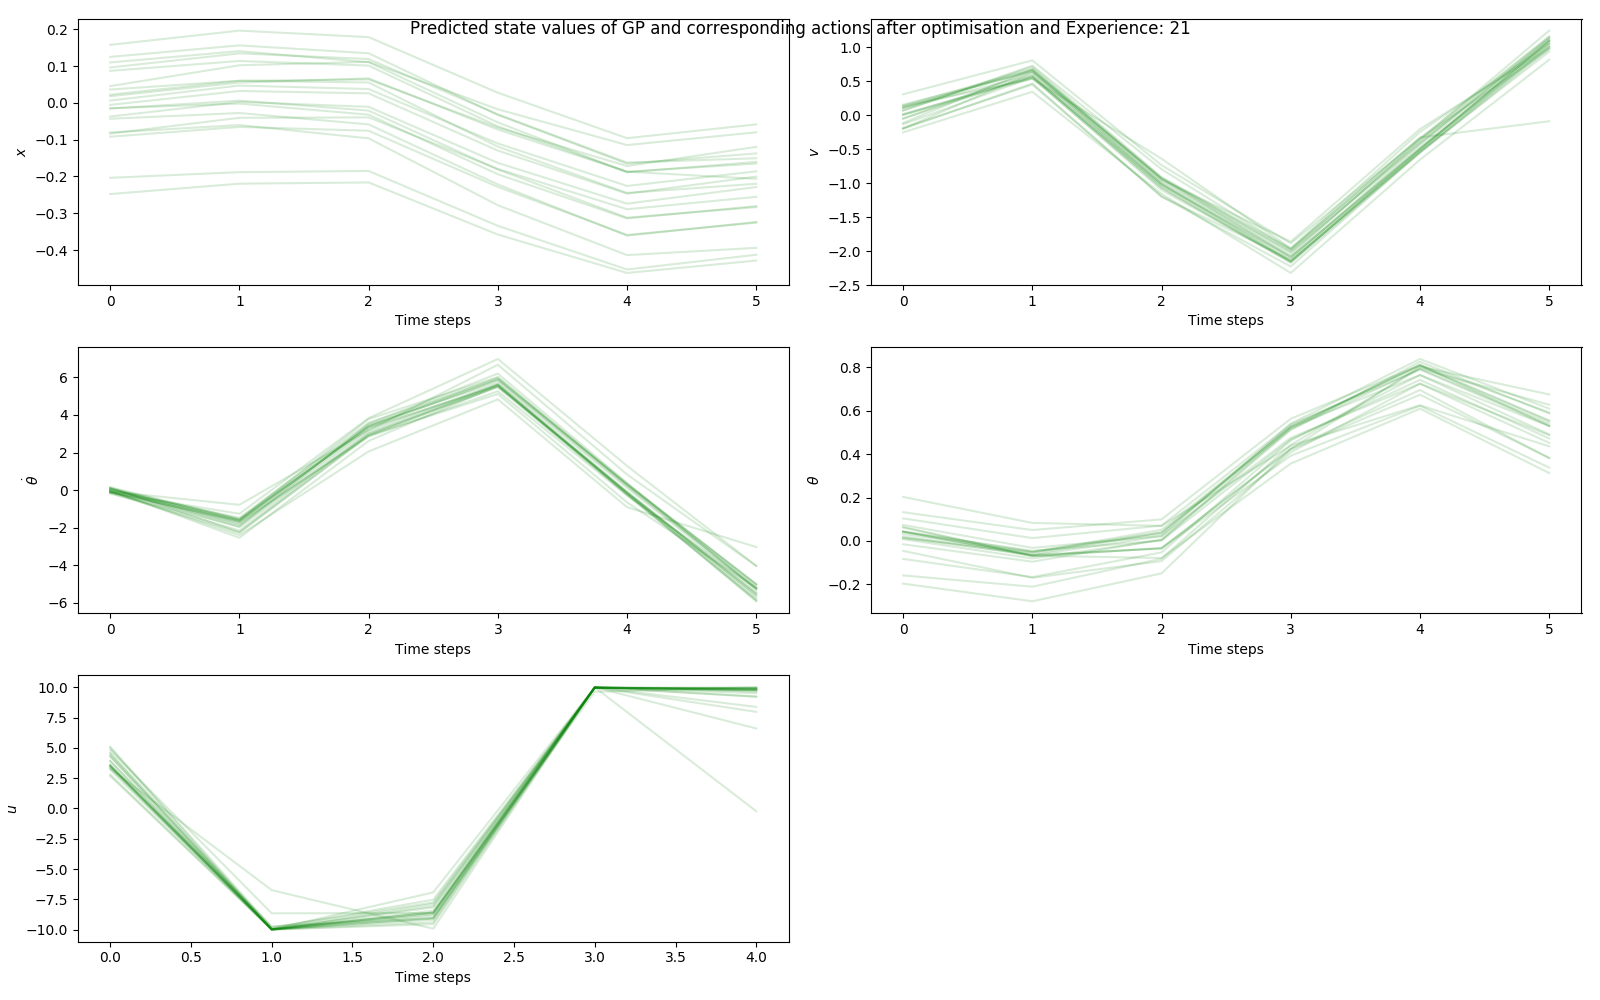 Predicted state values of GP and corresponding actions after optimisation and Experience: 21
0.2
0.1
0.0
−0.1
−0.2
−0.3
−0.4
x
0 1 2 3 4 5
Time steps
1.0
0.5
0.0
−0.5
−1.0
−1.5
−2.0
−2.5
v
0 1 2 3 4 5
Time steps
6
4
2
0
−2
−4
−6
θ̇
0 1 2 3 4 5
Time steps
0.8
0.6
0.4
0.2
0.0
−0.2
θ
0 1 2 3 4 5
Time steps
10.0
7.5
5.0
2.5
0.0
−2.5
−5.0
−7.5
−10.0
u
0.0 0.5 1.0 1.5 2.0 2.5 3.0 3.5 4.0
Time steps